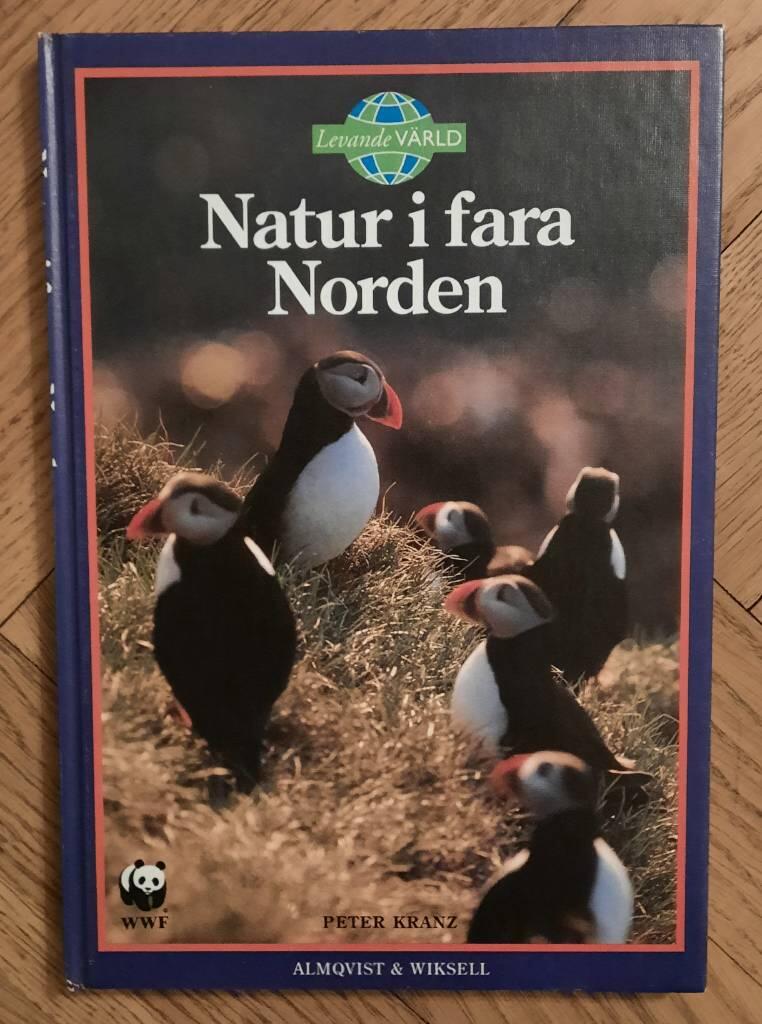 Levande VÄRLD
Natur i fara
Norden
WWF
PETER KRANZ
ALMQVIST & WIKSELL